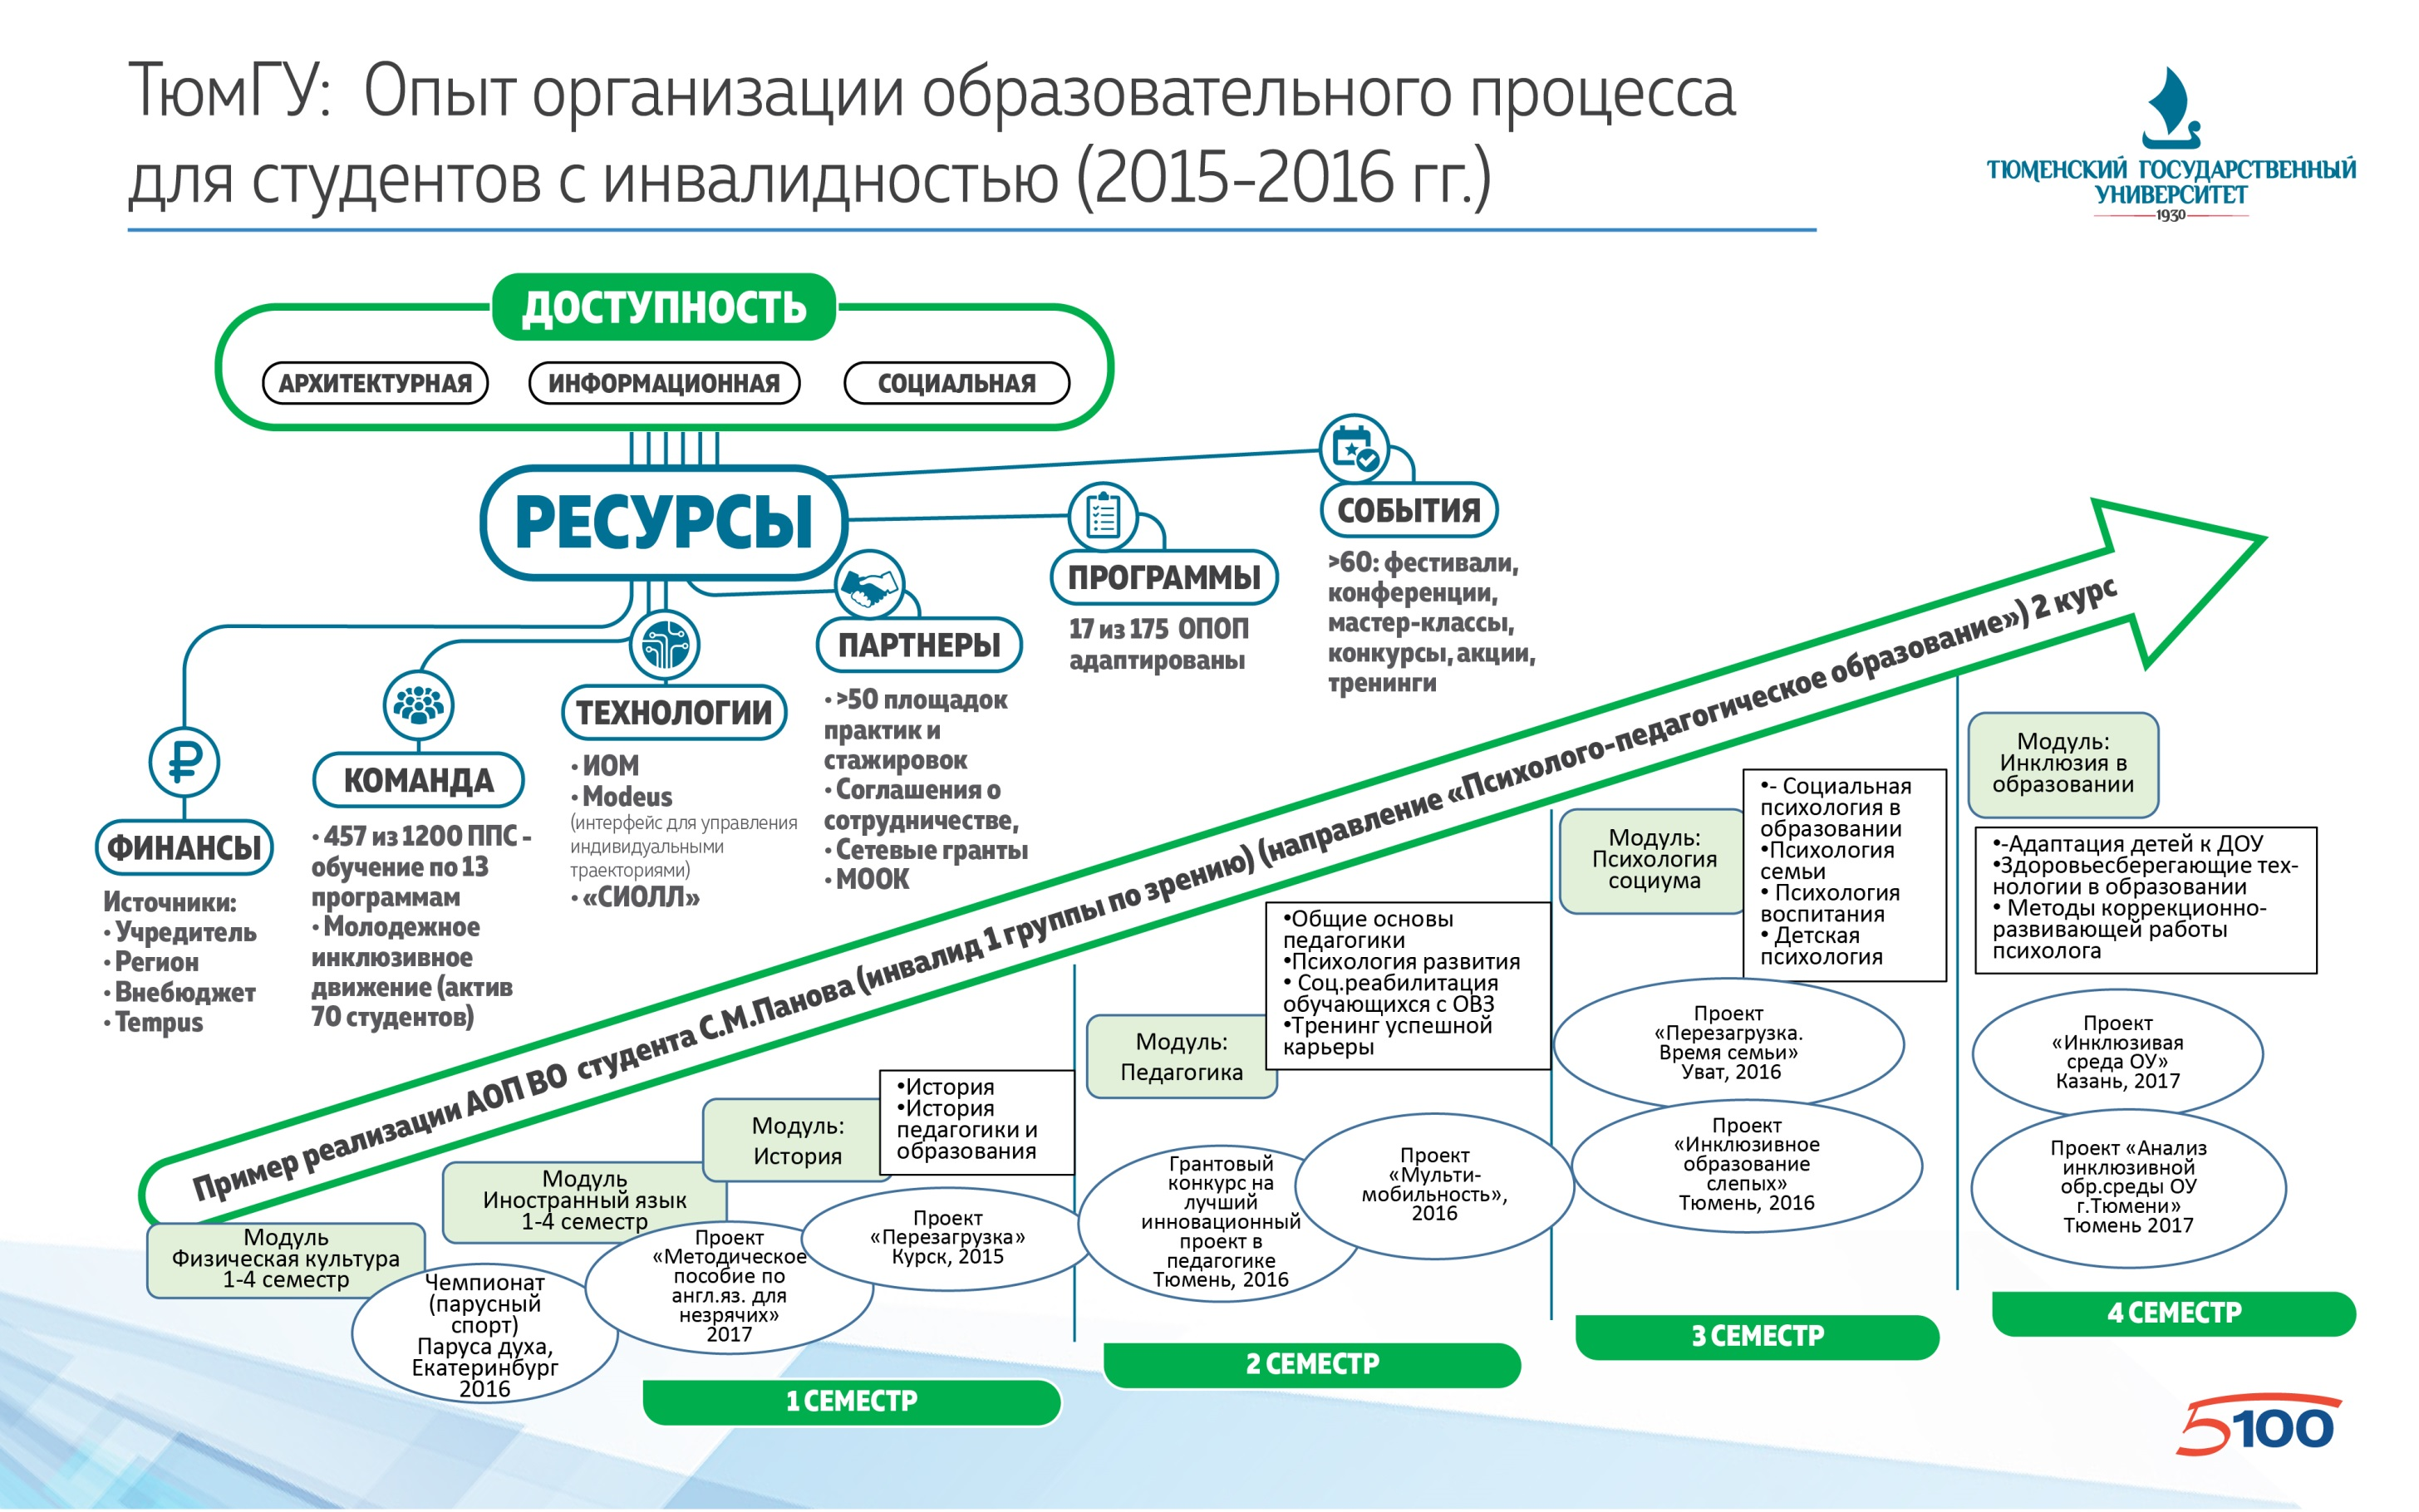 ТюмГУ: Опыт организации образовательного процесса
для студентов с инвалидностью (2015-2016 гг.)
ТЮМЕНСКИЙ ГОСУДАРСТВЕННЫЙ
УНИВЕРСИТЕТ
1930
ДОСТУПНОСТЬ
АРХИТЕКТУРНАЯ
ИНФОРМАЦИОННАЯ
СОЦИАЛЬНАЯ
РЕСУРСЫ
ФИНАНСЫ
Источники:
· Учредитель
· Регион
· Внебюджет
· Tempus
КОМАНДА
· 457 из 1200 ППС -
обучение по 13
программам
· Молодежное
инклюзивное
движение (актив
70 студентов)
ТЕХНОЛОГИИ
· ИОМ
· Modeus
(интерфейс для управления
индивидуальными
траекториями)
· «СИОЛЛ»
ПАРТНЕРЫ
· >50 площадок
практик и
стажировок
· Соглашения о
сотрудничестве,
· Сетевые гранты
· МООК
ПРОГРАММЫ
17 из 175 ОПОП
адаптированы
СОБЫТИЯ
>60: фестивали,
конференции,
мастер-классы,
конкурсы, акции,
тренинги
Пример реализации АОП ВО студента С.М.Панова (инвалид 1 группы по зрению) (направление «Психолого-педагогическое образование») 2 курс
Модуль
Физическая культура
1-4 семестр
Чемпионат
(парусный
спорт)
Паруса духа,
Екатеринбург
2016
Модуль
Иностранный язык
1-4 семестр
Проект
«Методическое
пособие по
англ.яз. для
незрячих»
2017
Модуль:
История
•История
•История
педагогики и
образования
Проект
«Перезагрузка»
Курск, 2015
1 СЕМЕСТР
Модуль:
Педагогика
•Общие основы
педагогики
•Психология развития
• Соц.реабилитация
обучающихся с ОВЗ
•Тренинг успешной
карьеры
Грантовый
конкурс на
лучший
инновационный
проект в
педагогике
Тюмень, 2016
Проект
«Мульти-
мобильность»,
2016
2 СЕМЕСТР
Модуль:
Психология
социума
•- Социальная
психология в
образовании
•Психология
семьи
• Психология
воспитания
• Детская
психология
Проект
«Перезагрузка.
Время семьи»
Уват, 2016
Проект
«Инклюзивное
образование
слепых»
Тюмень, 2016
3 СЕМЕСТР
Модуль:
Инклюзия в
образовании
•-Адаптация детей к ДОУ
•Здоровьесберегающие тех-
нологии в образовании
• Методы коррекционно-
развивающей работы
психолога
Проект
«Инклюзивая
среда ОУ»
Казань, 2017
Проект «Анализ
инклюзивной
обр.среды ОУ
г.Тюмени»
Тюмень 2017
4 СЕМЕСТР
5100